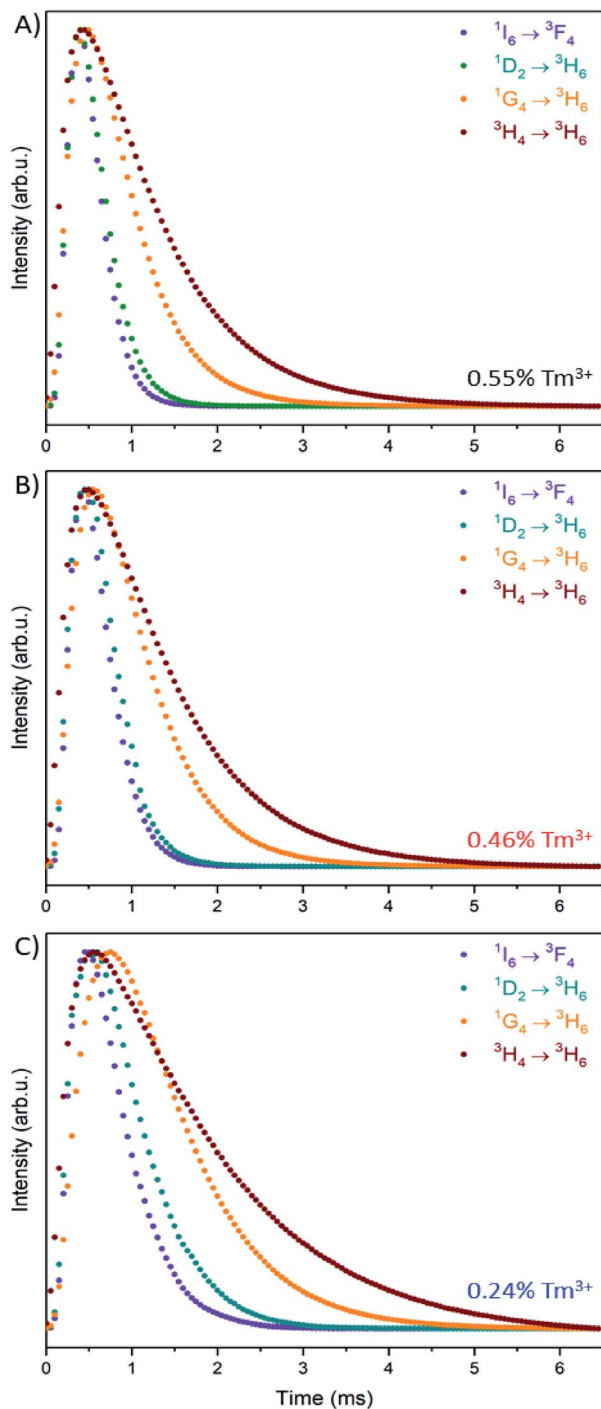 A)
¹I₆ → ³F₄
¹D₂ → ³H₆
¹G₄ → ³H₆
³H₄ → ³H₆
Intensity (arb.u.)
0.55% Tm³⁺
0 1 2 3 4 5 6
B)
¹I₆ → ³F₄
¹D₂ → ³H₆
¹G₄ → ³H₆
³H₄ → ³H₆
Intensity (arb.u.)
0.46% Tm³⁺
0 1 2 3 4 5 6
C)
¹I₆ → ³F₄
¹D₂ → ³H₆
¹G₄ → ³H₆
³H₄ → ³H₆
Intensity (arb.u.)
0.24% Tm³⁺
0 1 2 3 4 5 6
Time (ms)